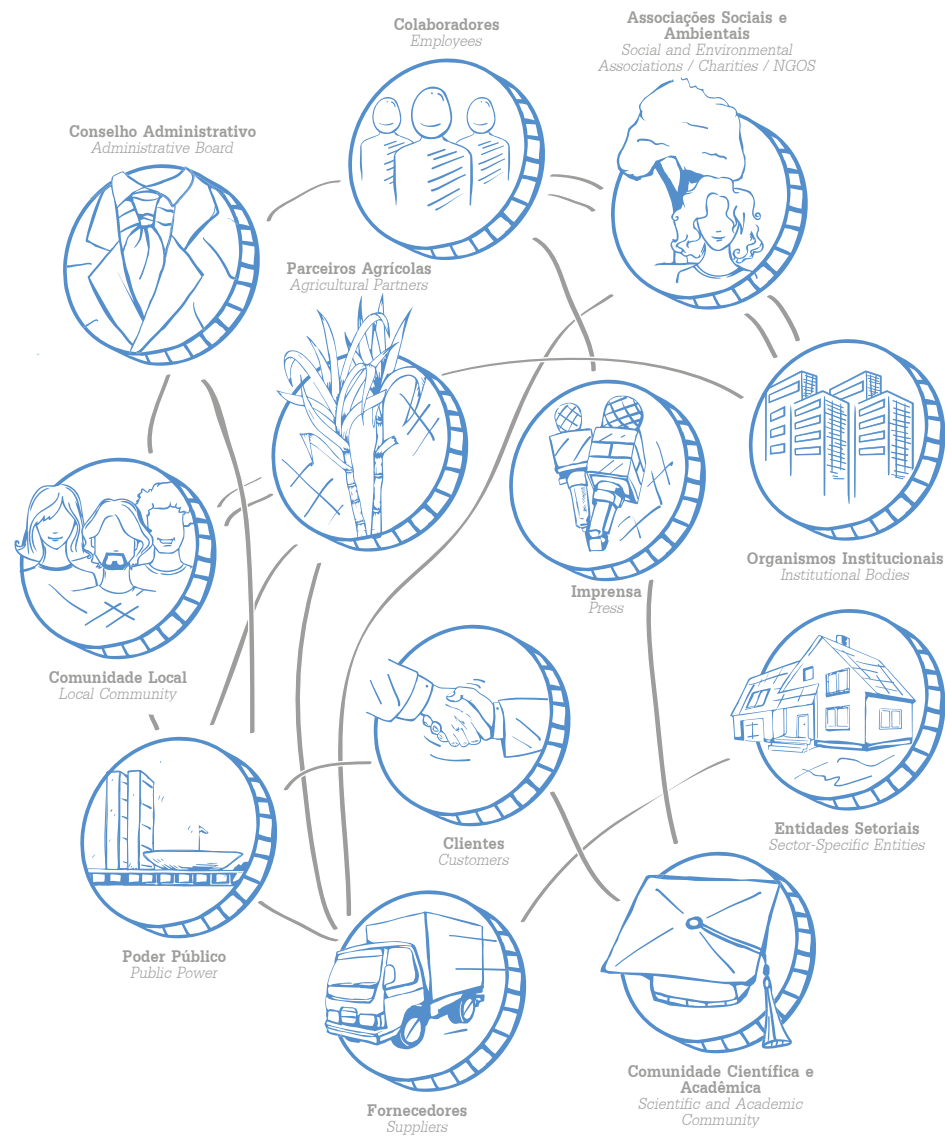 Colaboradores
Employees
Associações Sociais e
Ambientais
Social and Environmental
Associations / Charities / NGOS
Conselho Administrativo
Administrative Board
Parceiros Agrícolas
Agricultural Partners
Organismos Institucionais
Institutional Bodies
Imprensa
Press
Comunidade Local
Local Community
Entidades Setoriais
Sector-Specific Entities
Clientes
Customers
Poder Público
Public Power
Comunidade Científica e
Acadêmica
Scientific and Academic
Community
Fornecedores
Suppliers